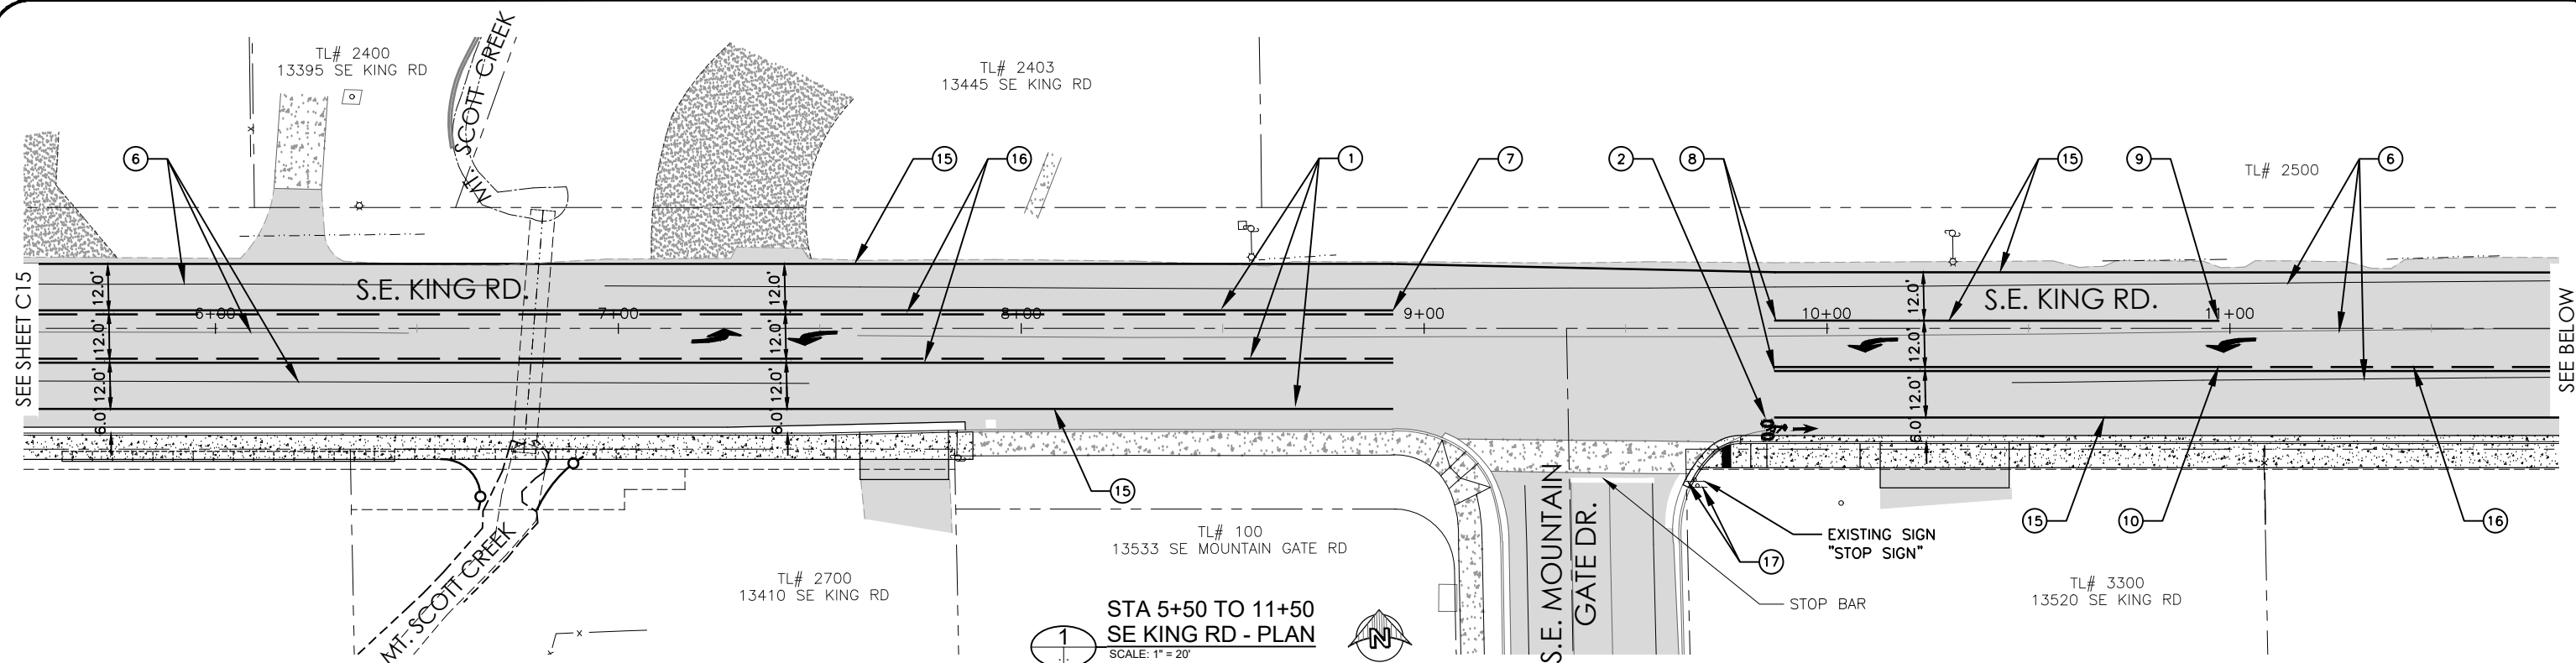 TL# 2400
13395 SE KING RD
MT. SCOTT CREEK
TL# 2403
13445 SE KING RD
TL# 2500
6
15
16
1
7
2
8
15
9
6
SEE SHEET C15
SEE BELOW
S.E. KING RD.
S.E. KING RD.
12.0'
12.0'
12.0'
6.0'
12.0'
12.0'
12.0'
6.0'
12.0'
12.0'
12.0'
6.0'
6+00
7+00
8+00
9+00
10+00
11+00
15
15
10
16
17
EXISTING SIGN
"STOP SIGN"
STOP BAR
MT. SCOTT CREEK
TL# 2700
13410 SE KING RD
TL# 100
13533 SE MOUNTAIN GATE RD
S.E. MOUNTAIN
GATE DR.
TL# 3300
13520 SE KING RD
x
x
x
1
STA 5+50 TO 11+50
SE KING RD - PLAN
SCALE: 1" = 20'
N